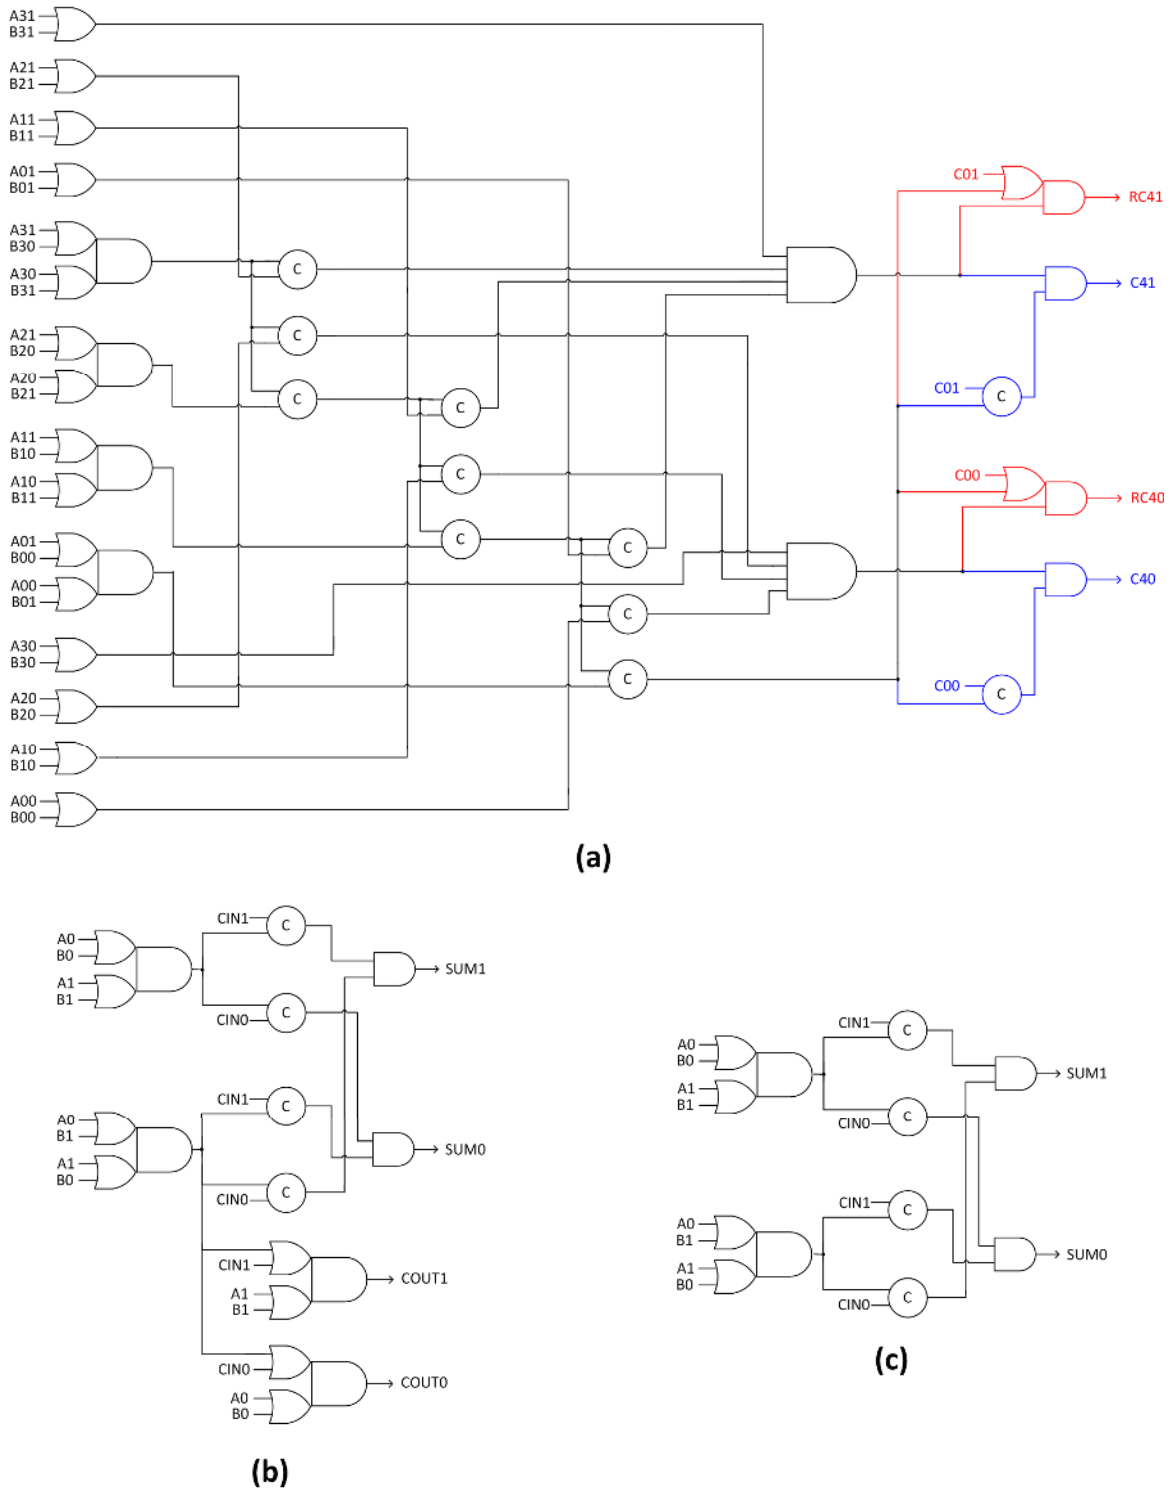 A31
B31
A21
B21
A11
B11
A01
B01
A31
B30
A30
B31
A21
B20
A20
B21
A11
B10
A10
B11
A01
B00
A00
B01
A30
B30
A20
B20
A10
B10
A00
B00
C
C
C
C
C
C
C
C
C
C01
RC41
C41
C01
C
C00
RC40
C40
C00
C
(a)
A0
B0
A1
B1
CIN1
C
CIN0
C
SUM1
A0
B1
A1
B0
CIN1
C
CIN0
C
SUM0
CIN1
A1
B1
COUT1
CIN0
A0
B0
COUT0
(b)
A0
B0
A1
B1
CIN1
C
CIN0
C
SUM1
A0
B1
A1
B0
CIN1
C
CIN0
C
SUM0
(c)